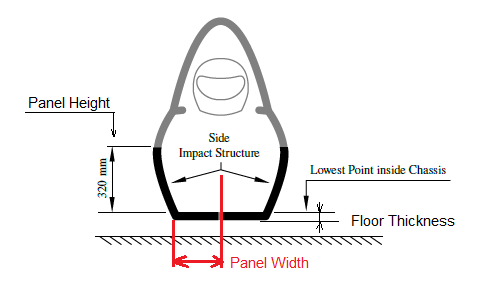 Panel Height
Side
Impact Structure
320 mm
Lowest Point inside Chassis
Floor Thickness
Panel Width